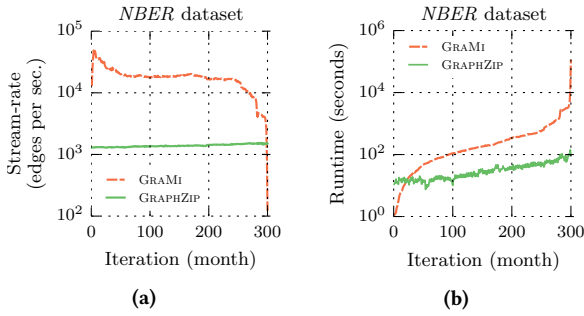 NBER dataset
10^5
10^4
10^3
10^2
Stream-rate
(edges per sec.)
GRAMI
GRAPHZIP
0
100
200
300
Iteration (month)
(a)
NBER dataset
10^6
10^4
10^2
10^0
Runtime (seconds)
GRAMI
GRAPHZIP
0
100
200
300
Iteration (month)
(b)